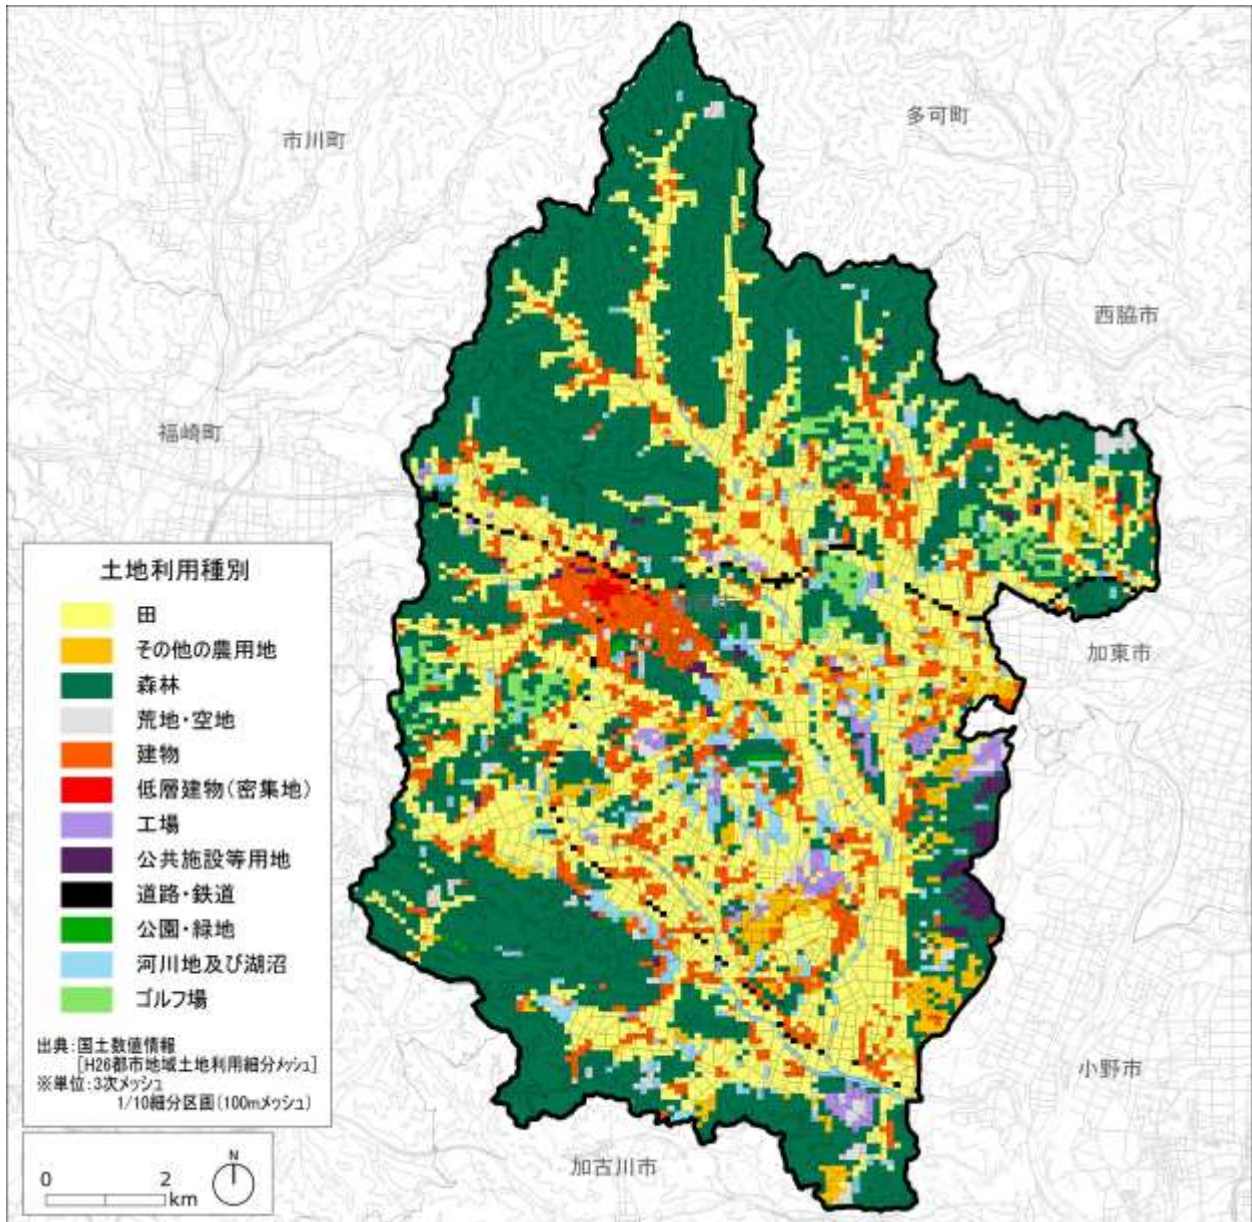 多可町
市川町
西脇市
福崎町
土地利用種別
田
その他の農用地
森林
荒地・空地
建物
低層建物(密集地)
工場
公共施設等用地
道路・鉄道
公園・緑地
河川地及び湖沼
ゴルフ場
出典:国土数値情報
[H26都市地域土地利用細分メッシュ]
※単位:3次メッシュ
1/10細分区画(100mメッシュ)
加東市
小野市
加古川市
0 2
km
N